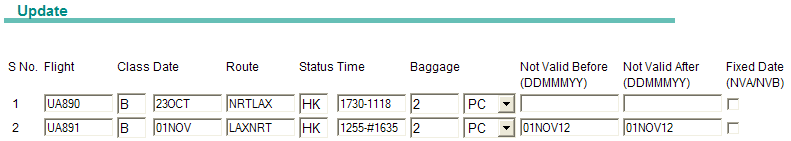 Update
S No. Flight Class Date Route Status Time Baggage Not Valid Before Not Valid After Fixed Date
(DDMMMYY) (DDMMMYY) (NVA/NVB)
1 UA890 B 23OCT NRTLAX HK 1730-1118 2 PC
2 UA891 B 01NOV LAXNRT HK 1255-#1635 2 PC 01NOV12 01NOV12